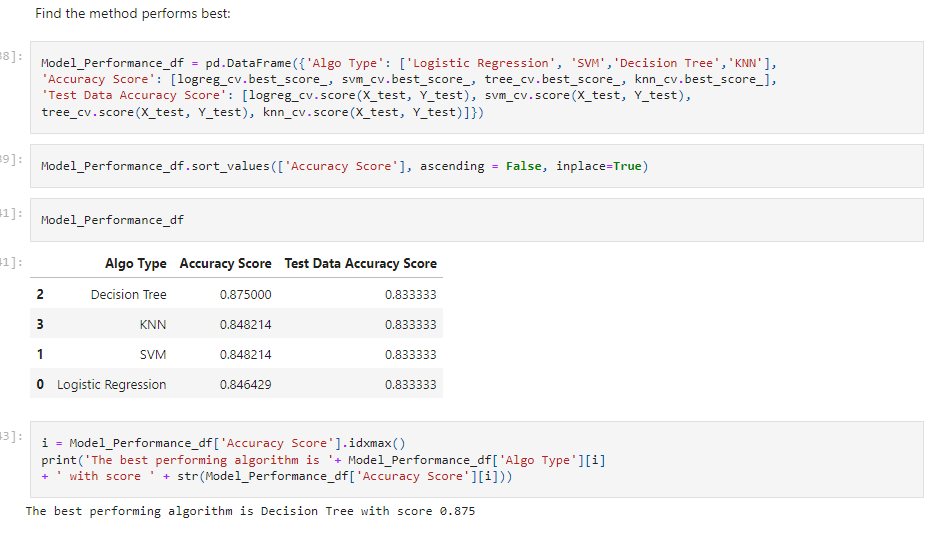 Find the method performs best:
38]:
Model_Performance_df = pd.DataFrame({'Algo Type': ['Logistic Regression', 'SVM','Decision Tree','KNN'],
'Accuracy Score': [logreg_cv.best_score_, svm_cv.best_score_, tree_cv.best_score_, knn_cv.best_score_],
'Test Data Accuracy Score': [logreg_cv.score(X_test, Y_test), svm_cv.score(X_test, Y_test),
tree_cv.score(X_test, Y_test), knn_cv.score(X_test, Y_test)]})
39]:
Model_Performance_df.sort_values(['Accuracy Score'], ascending = False, inplace=True)
41]:
Model_Performance_df
41]:
Algo Type Accuracy Score Test Data Accuracy Score
2 Decision Tree 0.875000 0.833333
3 KNN 0.848214 0.833333
1 SVM 0.848214 0.833333
0 Logistic Regression 0.846429 0.833333
43]:
i = Model_Performance_df['Accuracy Score'].idxmax()
print('The best performing algorithm is '+ Model_Performance_df['Algo Type'][i]
+ ' with score ' + str(Model_Performance_df['Accuracy Score'][i]))
The best performing algorithm is Decision Tree with score 0.875